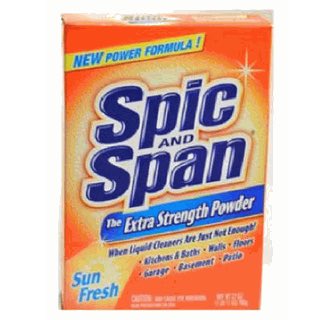 NEW POWER FORMULA !
Spic
AND
Span
The Extra Strength Powder
When Liquid Cleaners Are Just Not Enough!
• Kitchens & Baths • Walls • Floors
• Garage • Basement • Patio
Sun
Fresh
CAUTION: